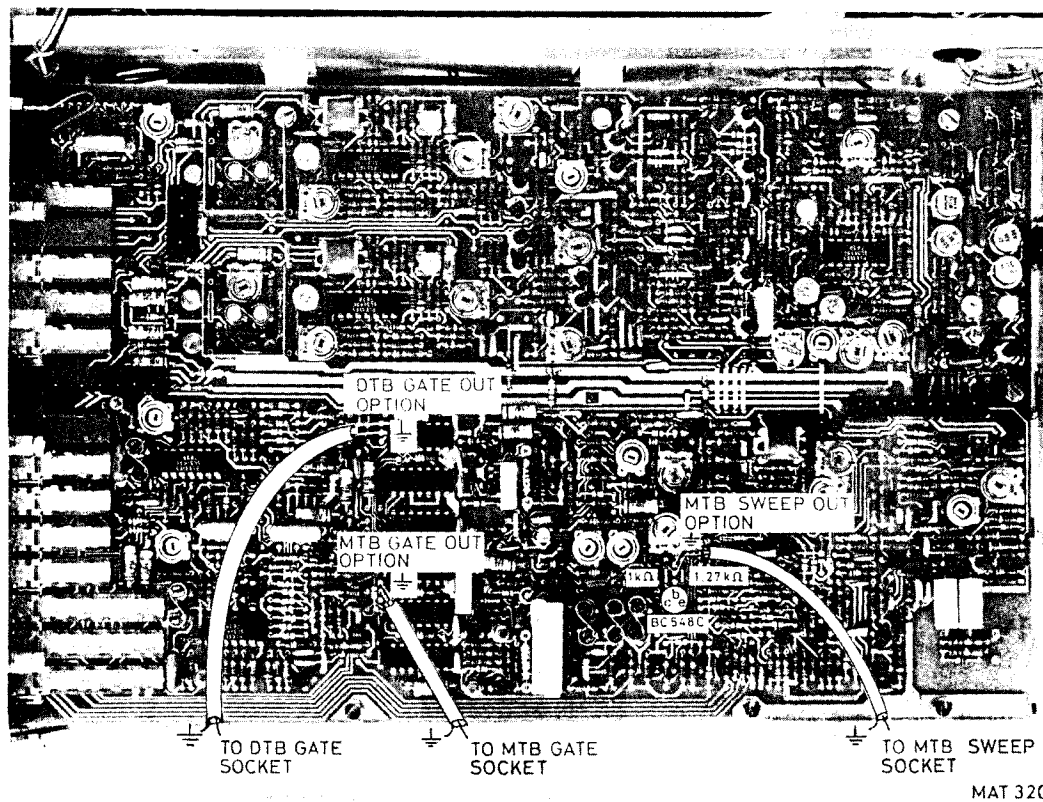 DTB GATE OUT
OPTION
MTB SWEEP OUT
OPTION
MTB GATE OUT
OPTION
1kΩ
1.27kΩ
b
c e
BC548C
TO DTB GATE
SOCKET
TO MTB GATE
SOCKET
TO MTB SWEEP
SOCKET
MAT 320